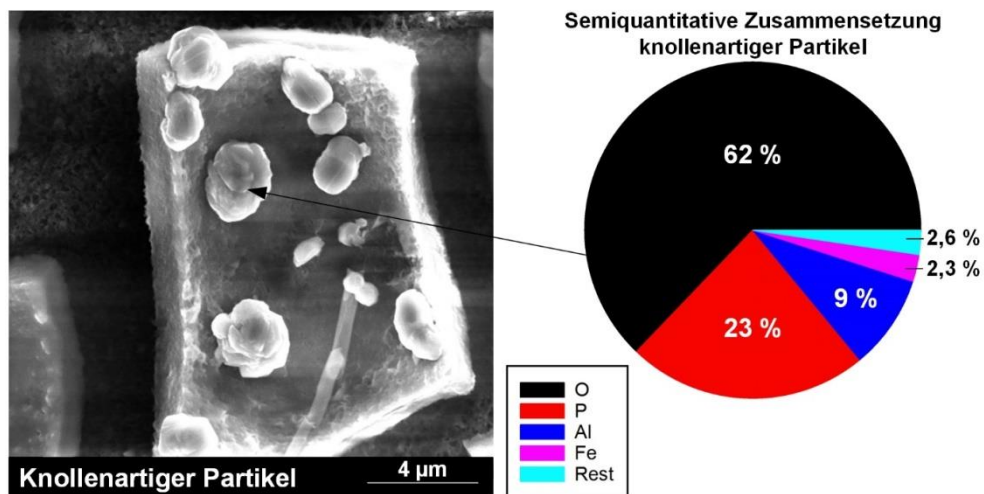 Semiquantitative Zusammensetzung
knollenartiger Partikel
62 %
2,6 %
2,3 %
9 %
23 %
O
P
Al
Fe
Rest
Knollenartiger Partikel
4 µm